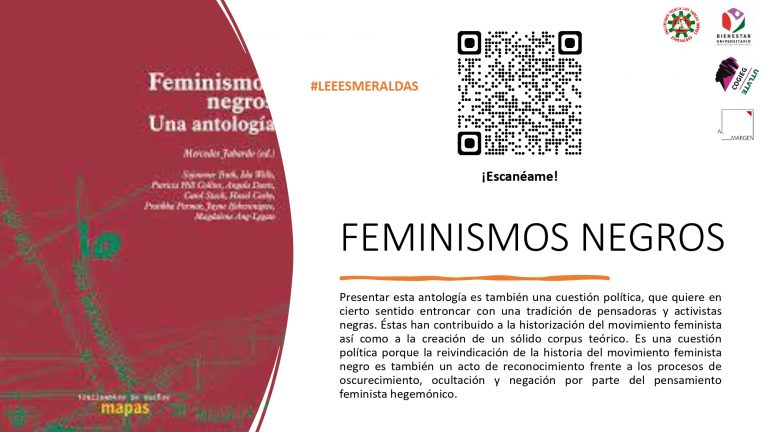 Feminismos
negros
Una antología
Mercedes Jabardo (ed.)
Sojourner Truth, Ida Wells,
Patricia Hill Collins, Angela Davis,
Carol Stack, Hazel Carby,
Pratibha Parmar, Jayne Ifekwunigwe,
Magdalene Ang-Lygate
mapas
#LEEESMERALDAS
¡Escanéame!
BIENESTAR
UNIVERSITARIO
COGIEG
UTLVTE
AL
MARGEN
FEMINISMOS NEGROS
Presentar esta antología es también una cuestión política, que quiere en
cierto sentido entroncar con una tradición de pensadoras y activistas
negras. Éstas han contribuido a la historización del movimiento feminista
así como a la creación de un sólido corpus teórico. Es una cuestión
política porque la reivindicación de la historia del movimiento feminista
negro es también un acto de reconocimiento frente a los procesos de
oscurecimiento, ocultación y negación por parte del pensamiento
feminista hegemónico.